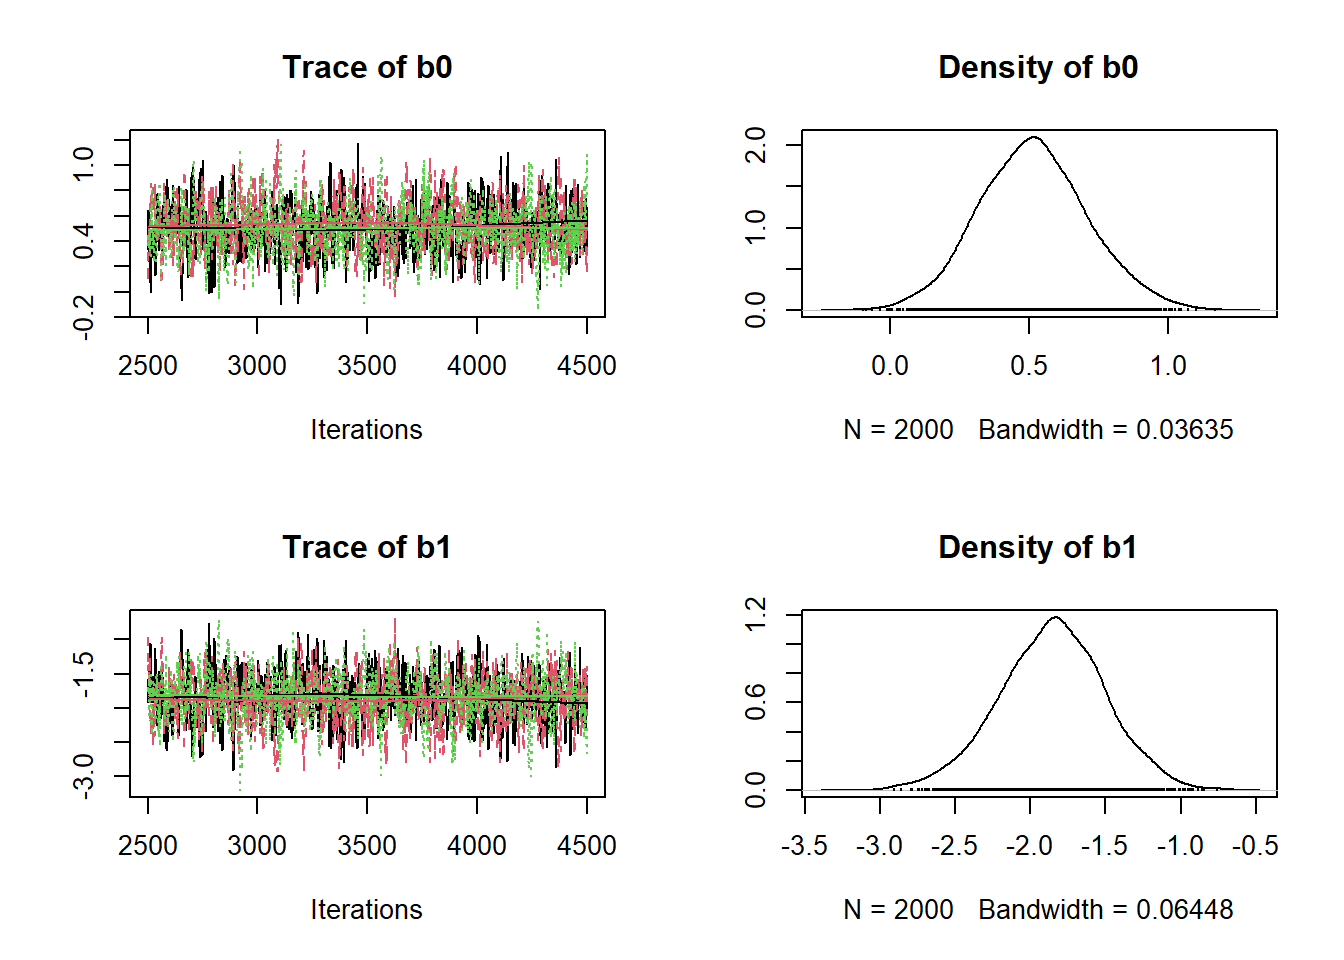 Trace of b0
-0.2 0.4 1.0
2500 3000 3500 4000 4500
Iterations
Density of b0
0.0 1.0 2.0
0.0 0.5 1.0
N = 2000 Bandwidth = 0.03635
Trace of b1
-3.0 -1.5
2500 3000 3500 4000 4500
Iterations
Density of b1
0.0 0.6 1.2
-3.5 -3.0 -2.5 -2.0 -1.5 -1.0 -0.5
N = 2000 Bandwidth = 0.06448